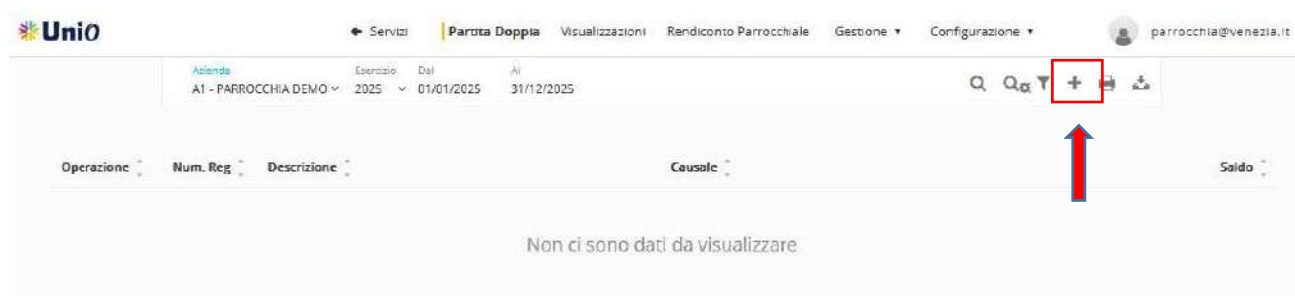 Unio
Servizi Partita Doppia Visualizzazioni Rendiconto Parrocchiale Gestione Configurazione parrocchia@venezia.it
Azienda Esercizio Dal Al
A1 - PARROCCHIA DEMO 2025 01/01/2025 31/12/2025
Operazione Num. Reg Descrizione Causale Saldo
Non ci sono dati da visualizzare